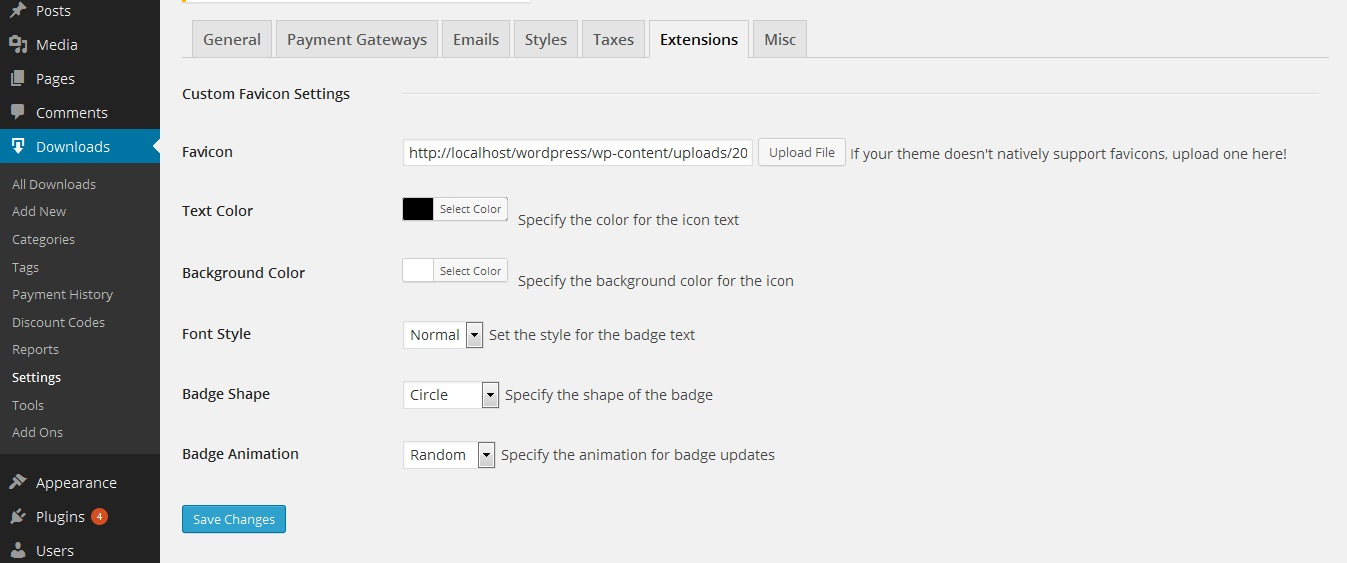 Posts
Media
Pages
Comments
Downloads
All Downloads
Add New
Categories
Tags
Payment History
Discount Codes
Reports
Settings
Tools
Add Ons
Appearance
Plugins 4
Users
General Payment Gateways Emails Styles Taxes Extensions Misc
Custom Favicon Settings
Favicon http://localhost/wordpress/wp-content/uploads/20 Upload File If your theme doesn't natively support favicons, upload one here!
Text Color Select Color Specify the color for the icon text
Background Color Select Color Specify the background color for the icon
Font Style Normal Set the style for the badge text
Badge Shape Circle Specify the shape of the badge
Badge Animation Random Specify the animation for badge updates
Save Changes